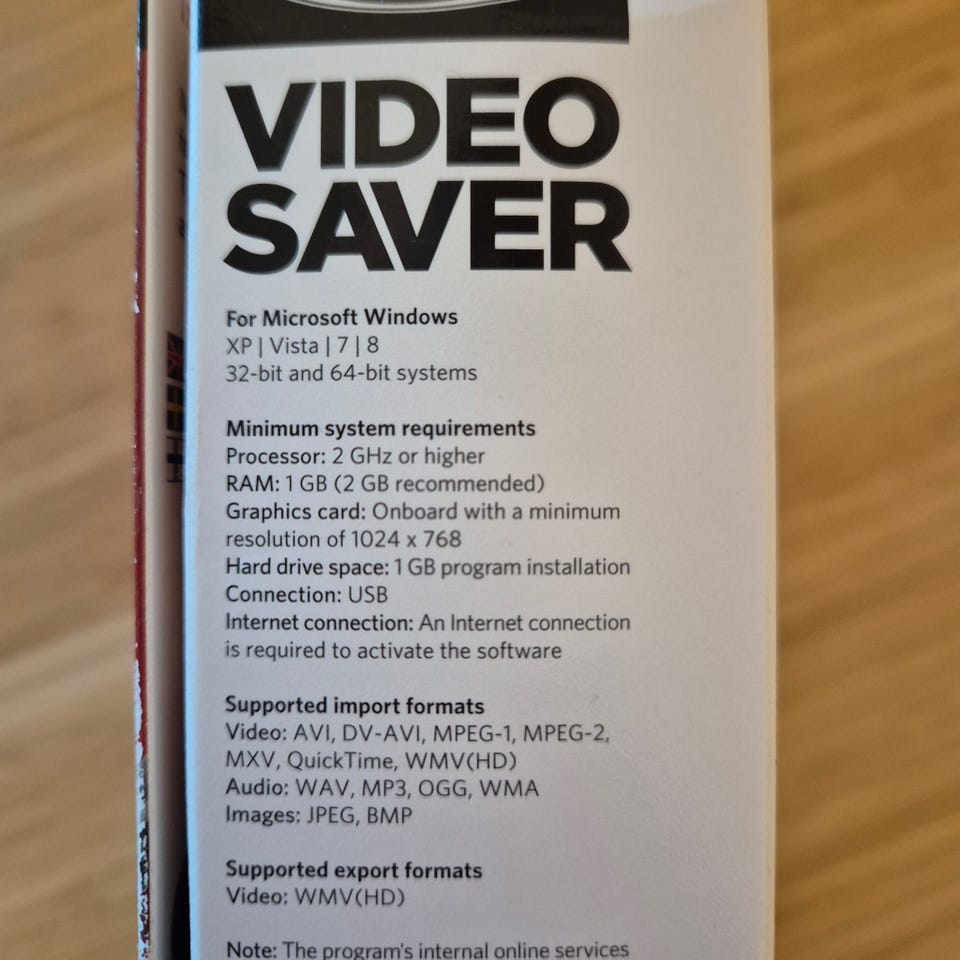 VIDEO
SAVER
For Microsoft Windows
XP | Vista | 7 | 8
32-bit and 64-bit systems
Minimum system requirements
Processor: 2 GHz or higher
RAM: 1 GB (2 GB recommended)
Graphics card: Onboard with a minimum
resolution of 1024 x 768
Hard drive space: 1 GB program installation
Connection: USB
Internet connection: An Internet connection
is required to activate the software
Supported import formats
Video: AVI, DV-AVI, MPEG-1, MPEG-2,
MXV, QuickTime, WMV(HD)
Audio: WAV, MP3, OGG, WMA
Images: JPEG, BMP
Supported export formats
Video: WMV(HD)
Note: The program's internal online services